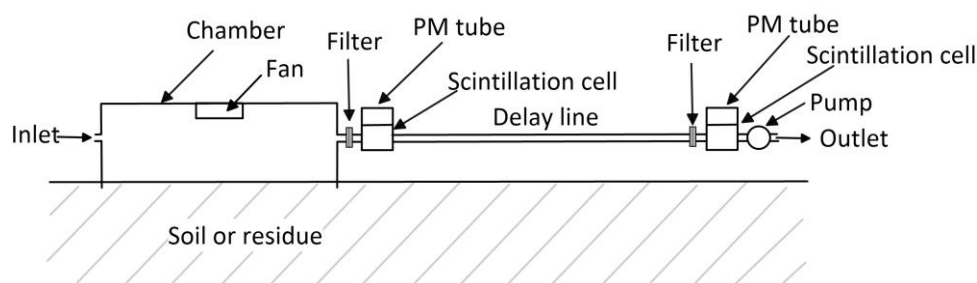 Chamber
Filter
PM tube
Filter
PM tube
Scintillation cell
Fan
Scintillation cell
Delay line
Pump
Inlet
Outlet
Soil or residue